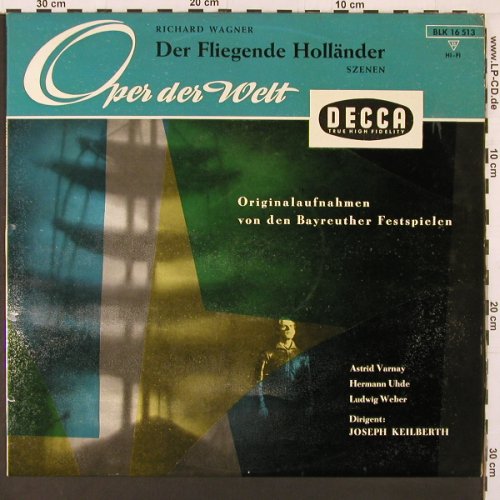 30 cm
20 cm
10 cm
RICHARD WAGNER
BLK 16 513
Der Fliegende Holländer
HI-FI
SZENEN
Oper der Welt
DECCA
TRUE HIGH FIDELITY
Originalaufnahmen
von den Bayreuther Festspielen
Astrid Varnay
Hermann Uhde
Ludwig Weber
Dirigent:
JOSEPH KEILBERTH
www.LP-CD.de
10 cm
20 cm
30 cm